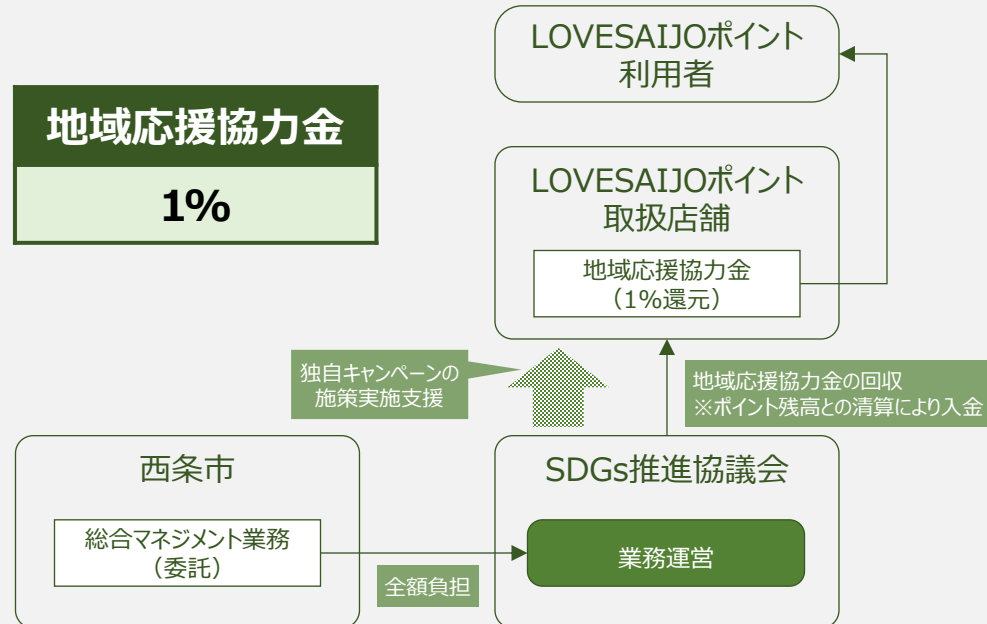 地域応援協力金
1%
LOVESAIJOポイント
利用者
LOVESAIJOポイント
取扱店舗
地域応援協力金
（1%還元）
独自キャンペーンの
施策実施支援
地域応援協力金の回収
※ポイント残高との清算により入金
西条市
総合マネジメント業務
（委託）
全額負担
SDGs推進協議会
業務運営